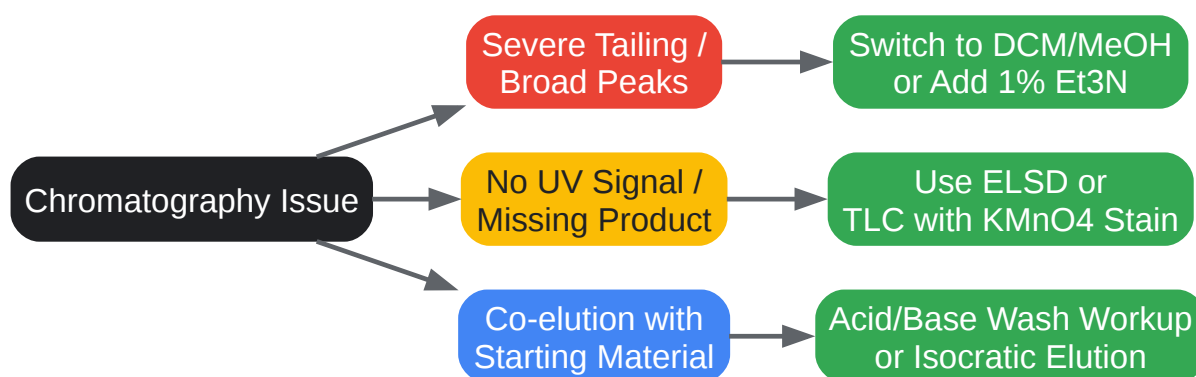 Severe Tailing /
Broad Peaks
Switch to DCM/MeOH
or Add 1% Et3N
Chromatography Issue
No UV Signal /
Missing Product
Use ELSD or
TLC with KMnO4 Stain
Co-elution with
Starting Material
Acid/Base Wash Workup
or Isocratic Elution